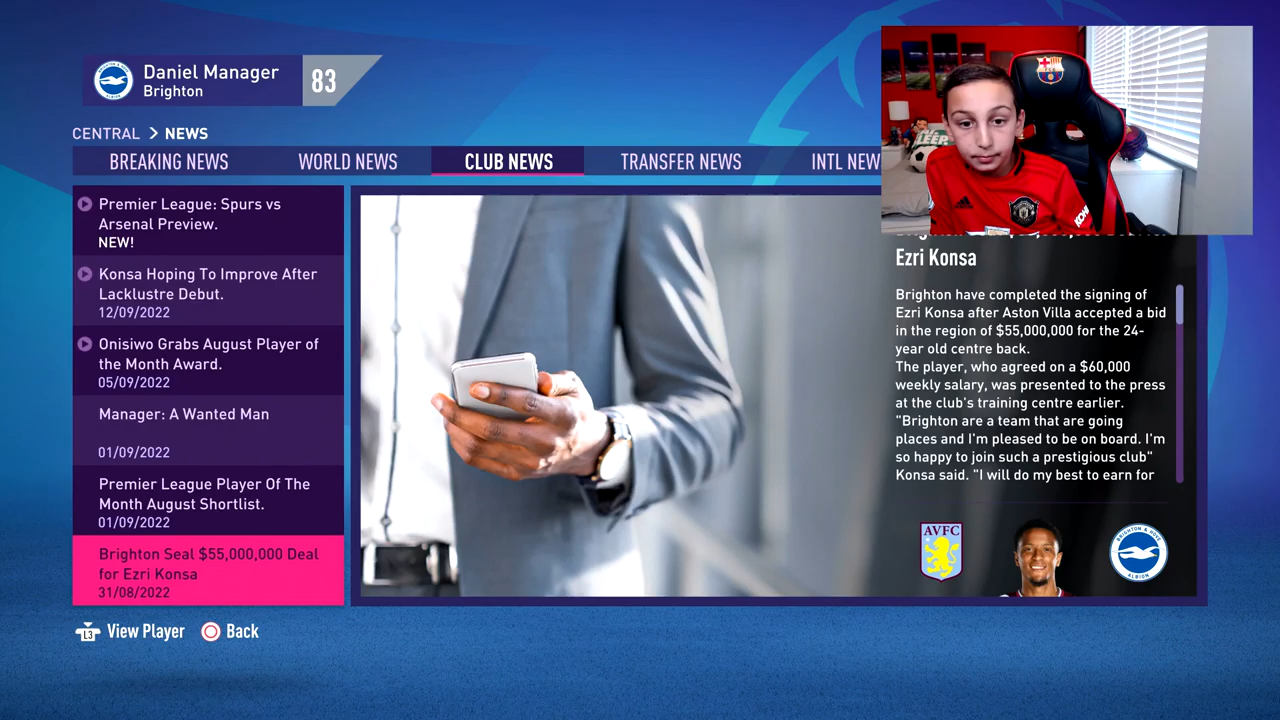 Daniel Manager
Brighton
83
CENTRAL > NEWS
BREAKING NEWS
WORLD NEWS
CLUB NEWS
TRANSFER NEWS
INTL NEW
Premier League: Spurs vs
Arsenal Preview.
NEW!
Konsa Hoping To Improve After
Lacklustre Debut.
12/09/2022
Onisiwo Grabs August Player of
the Month Award.
05/09/2022
Manager: A Wanted Man
01/09/2022
Premier League Player Of The
Month August Shortlist.
01/09/2022
Brighton Seal $55,000,000 Deal
for Ezri Konsa
31/08/2022
Ezri Konsa
Brighton have completed the signing of
Ezri Konsa after Aston Villa accepted a bid
in the region of $55,000,000 for the 24-
year old centre back.
The player, who agreed on a $60,000
weekly salary, was presented to the press
at the club's training centre earlier.
"Brighton are a team that are going
places and I'm pleased to be on board. I'm
so happy to join such a prestigious club"
Konsa said. "I will do my best to earn for
AVFC
BRIGHTON & HOVE
ALBION
L3 View Player
Back